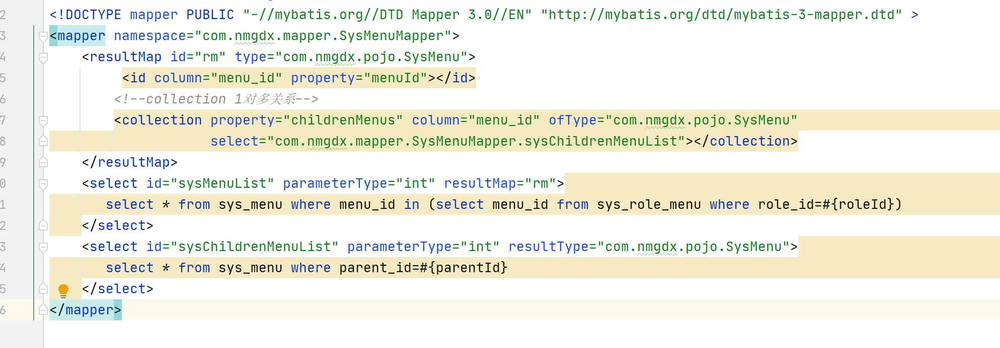 2 <!DOCTYPE mapper PUBLIC "-//mybatis.org//DTD Mapper 3.0//EN" "http://mybatis.org/dtd/mybatis-3-mapper.dtd" >
3 <mapper namespace="com.nmgdx.mapper.SysMenuMapper">
4 <resultMap id="rm" type="com.nmgdx.pojo.SysMenu">
5 <id column="menu_id" property="menuId"></id>
6 <!--collection 1对多关系-->
7 <collection property="childrenMenus" column="menu_id" ofType="com.nmgdx.pojo.SysMenu"
8 select="com.nmgdx.mapper.SysMenuMapper.sysChildrenMenuList"></collection>
9 </resultMap>
0 <select id="sysMenuList" parameterType="int" resultMap="rm">
1 select * from sys_menu where menu_id in (select menu_id from sys_role_menu where role_id=#{roleId})
2 </select>
3 <select id="sysChildrenMenuList" parameterType="int" resultType="com.nmgdx.pojo.SysMenu">
4 select * from sys_menu where parent_id=#{parentId}
5 </select>
6 </mapper>